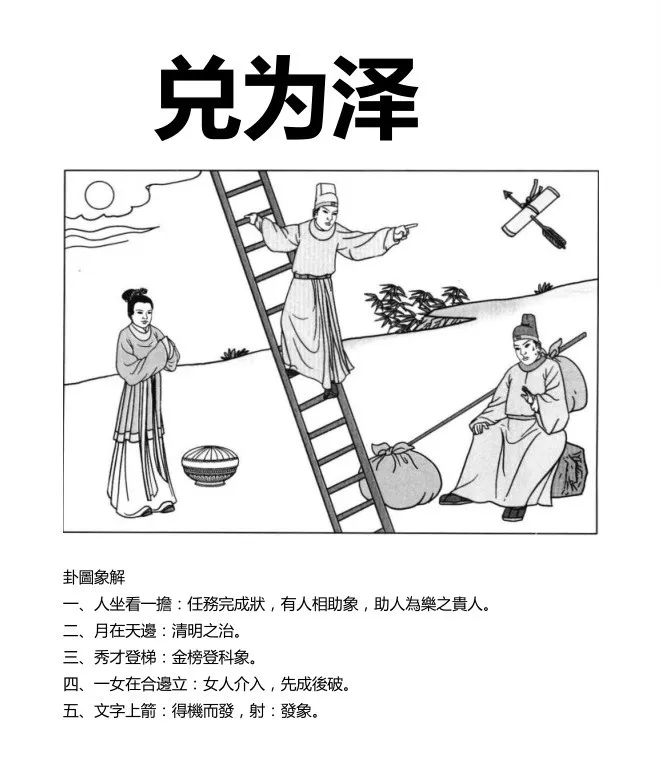 兑为泽
卦圖象解
一、人坐看一擔：任務完成狀，有人相助象，助人為樂之貴人。
二、月在天邊：清明之治。
三、秀才登梯：金榜登科象。
四、一女在合邊立：女人介入，先成後破。
五、文字上箭：得機而發，射：發象。